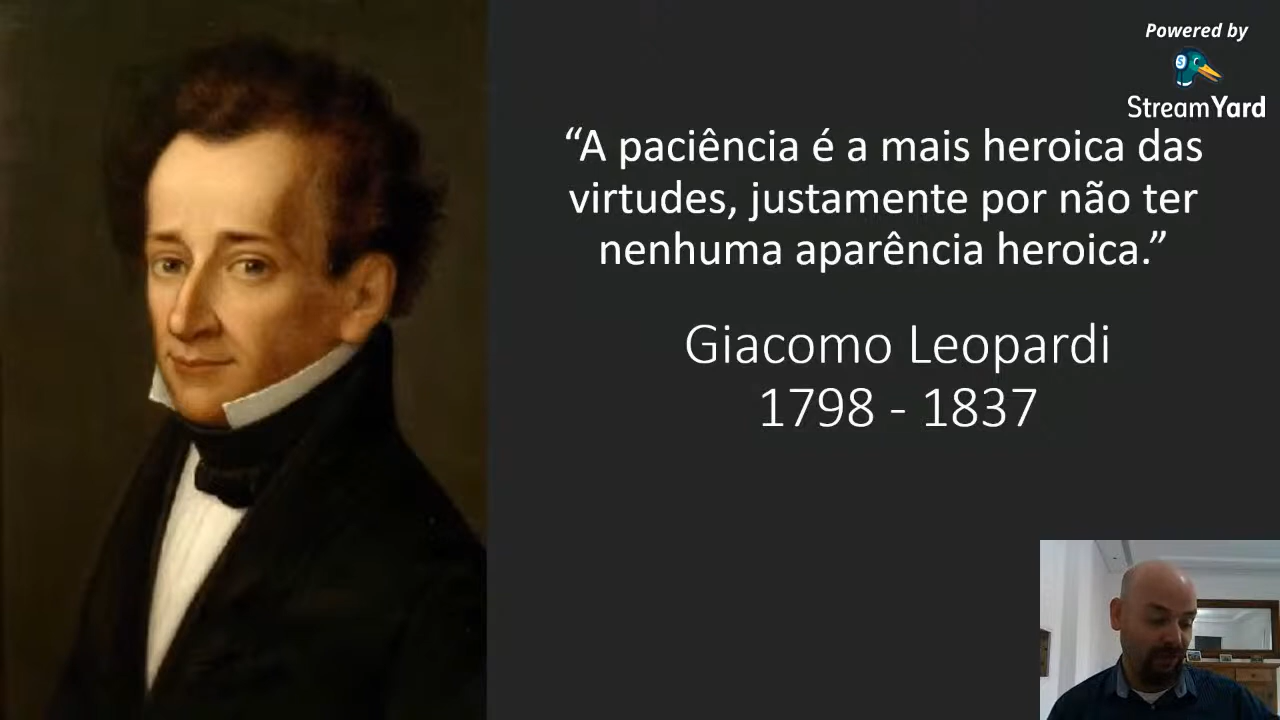 Powered by
StreamYard
“A paciência é a mais heroica das
virtudes, justamente por não ter
nenhuma aparência heroica.”
Giacomo Leopardi
1798 - 1837